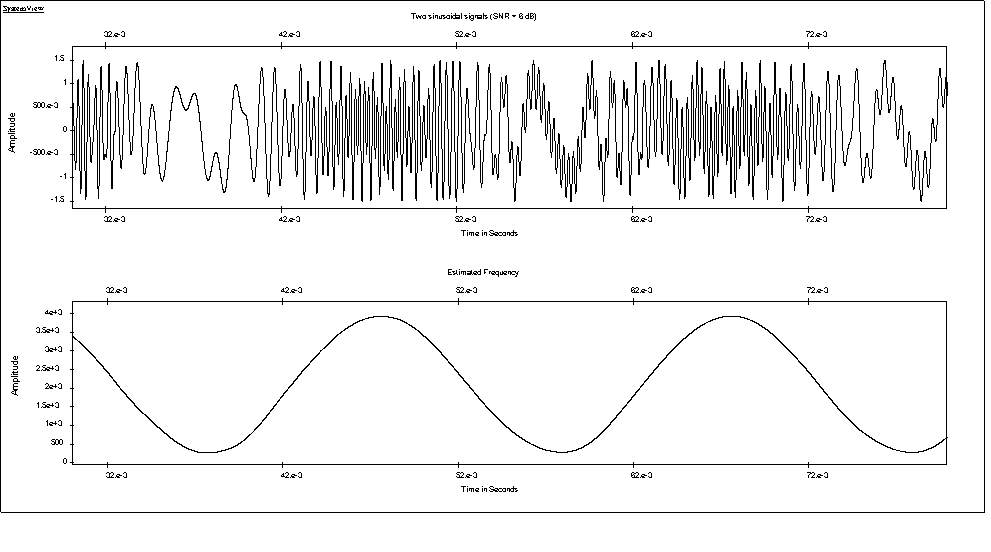 SystemView
Two sinusoidal signals (SNR = 6 dB)
32.e-3 42.e-3 52.e-3 62.e-3 72.e-3
1.5
1
500.e-3
0
-500.e-3
-1
-1.5
Amplitude
32.e-3 42.e-3 52.e-3 62.e-3 72.e-3
Time in Seconds
Estimated Frequency
32.e-3 42.e-3 52.e-3 62.e-3 72.e-3
4e+3
3.5e+3
3e+3
2.5e+3
2e+3
1.5e+3
1e+3
500
0
Amplitude
32.e-3 42.e-3 52.e-3 62.e-3 72.e-3
Time in Seconds